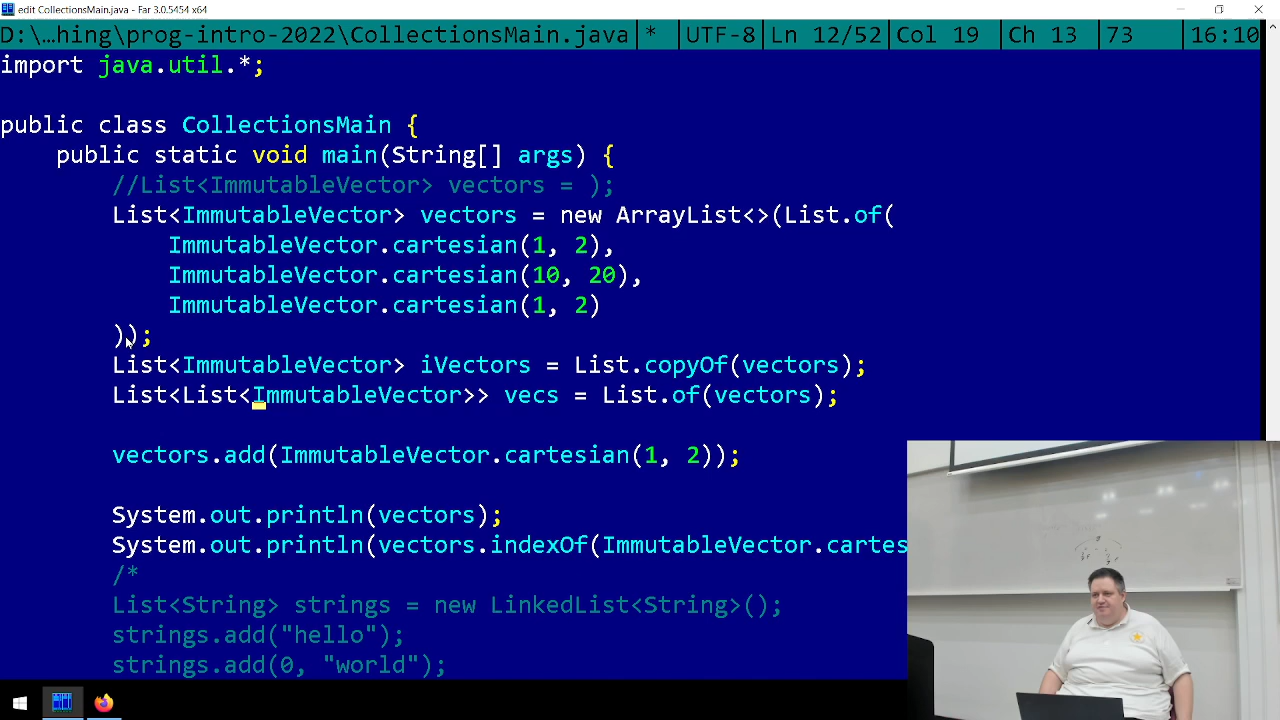 edit CollectionsMain.java - Far 3.0.5454 x64
D:\…hing\prog-intro-2022\CollectionsMain.java * UTF-8 Ln 12/52 Col 19 Ch 13 73 16:10
import java.util.*;
public class CollectionsMain {
public static void main(String[] args) {
//List<ImmutableVector> vectors = );
List<ImmutableVector> vectors = new ArrayList<>(List.of(
ImmutableVector.cartesian(1, 2),
ImmutableVector.cartesian(10, 20),
ImmutableVector.cartesian(1, 2)
));
List<ImmutableVector> iVectors = List.copyOf(vectors);
List<List<ImmutableVector>> vecs = List.of(vectors);
vectors.add(ImmutableVector.cartesian(1, 2));
System.out.println(vectors);
System.out.println(vectors.indexOf(ImmutableVector.cartes
/*
List<String> strings = new LinkedList<String>();
strings.add("hello");
strings.add(0, "world");